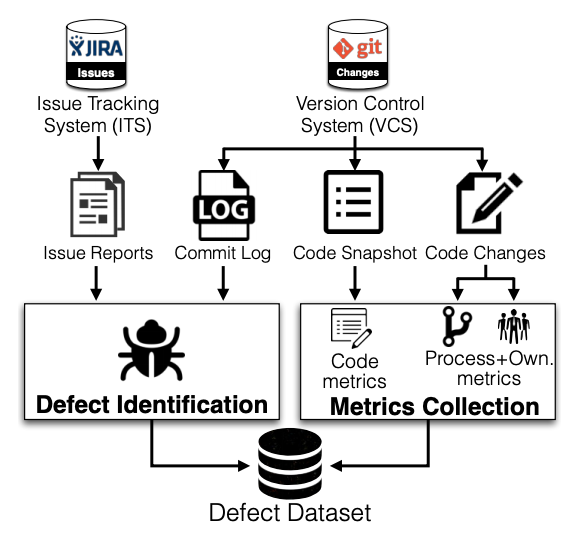 JIRA
Issues
git
Changes
Issue Tracking
System (ITS)
Version Control
System (VCS)
LOG
Issue Reports
Commit Log
Code Snapshot
Code Changes
Code
metrics
Process+Own.
metrics
Defect Identification
Metrics Collection
Defect Dataset